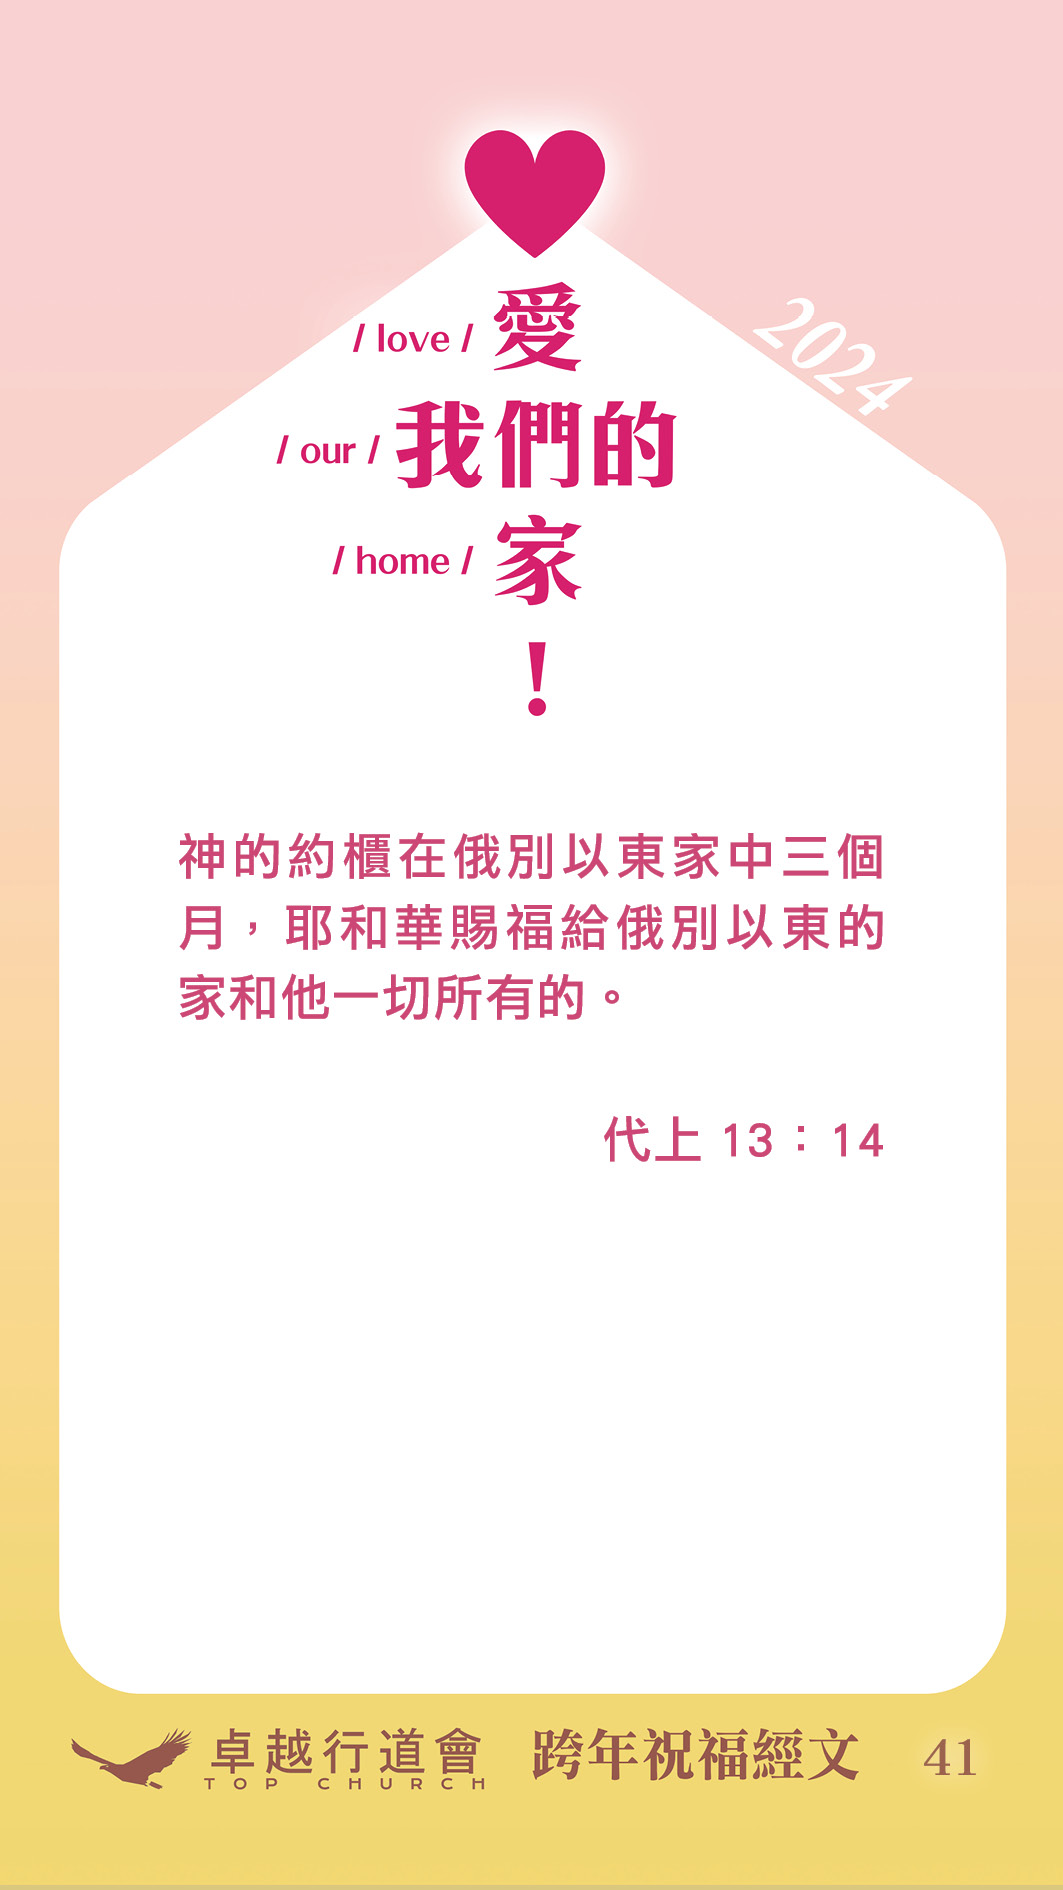 / love / 愛
2024
/ our / 我們的
/ home / 家
!
神的約櫃在俄別以東家中三個
月，耶和華賜福給俄別以東的
家和他一切所有的。
代上 13：14
卓越行道會
TOP CHURCH
跨年祝福經文
41